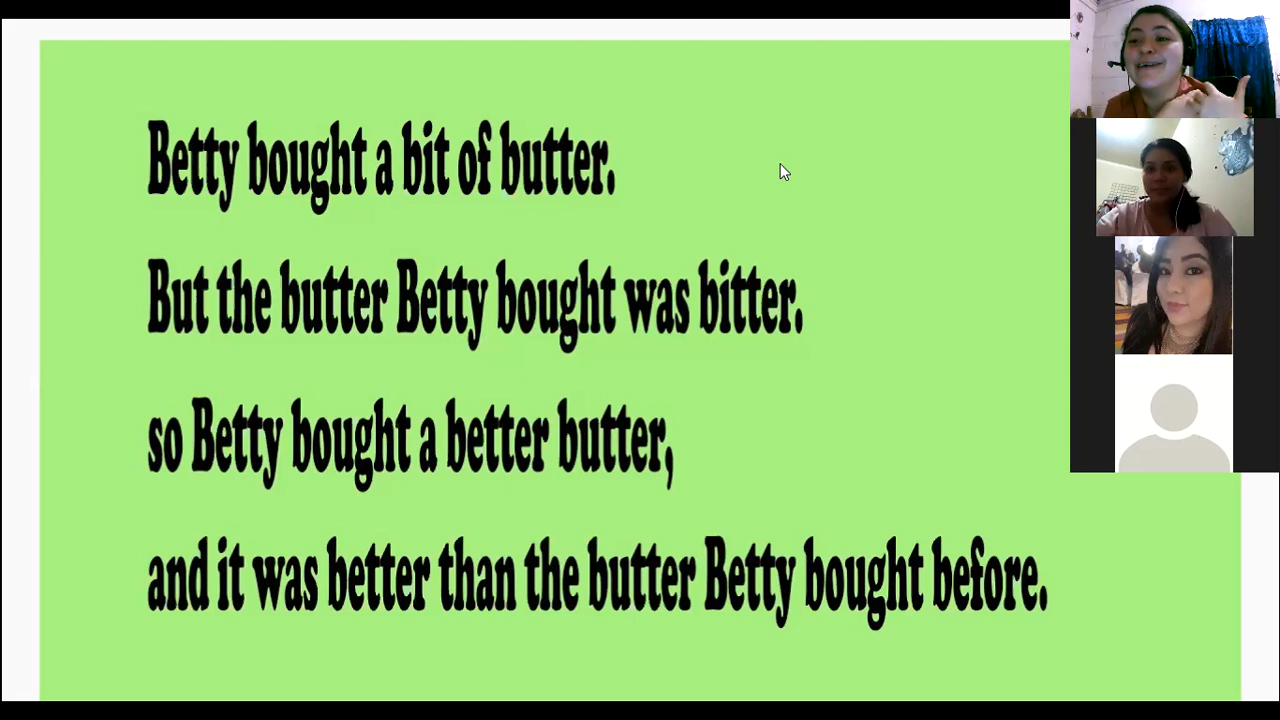 Betty bought a bit of butter.
But the butter Betty bought was bitter.
so Betty bought a better butter,
and it was better than the butter Betty bought before.